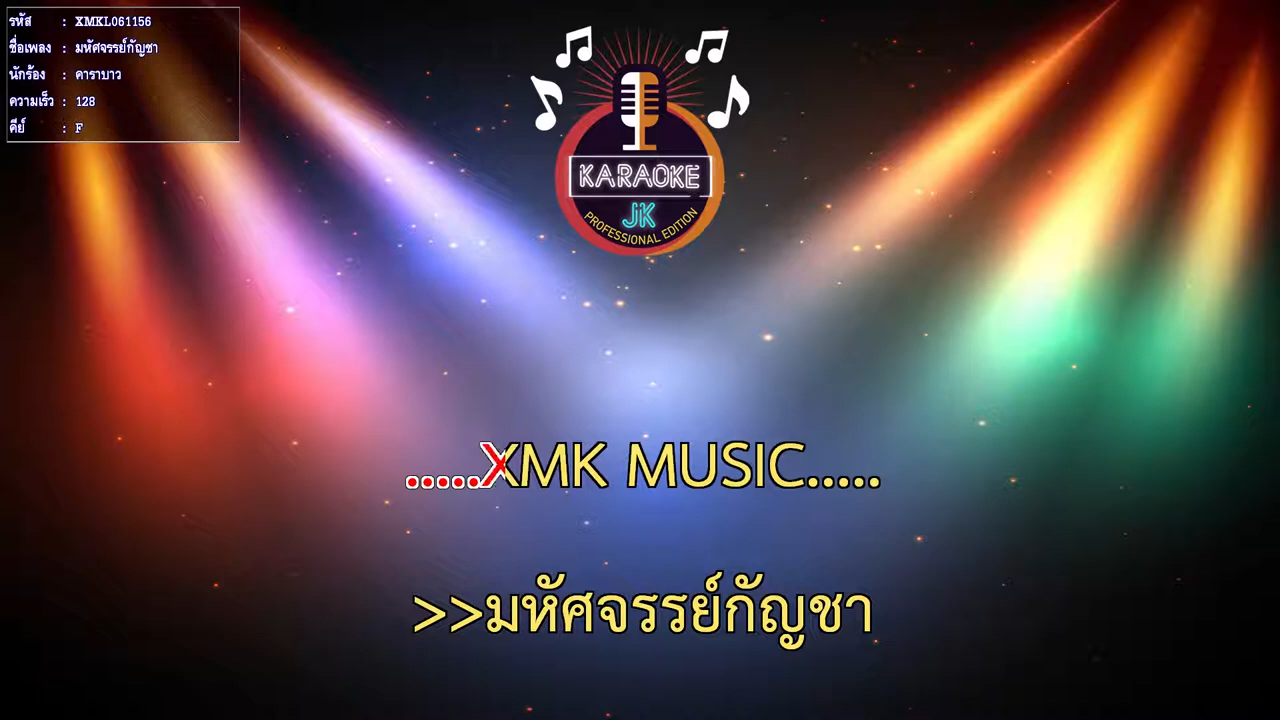 รหัส : XMKL061156
ชื่อเพลง : มหัศจรรย์กัญชา
นักร้อง : คาราบาว
ความเร็ว : 128
คีย์ : F
KARAOKE
JK
PROFESSIONAL EDITION
.....XMK MUSIC.....
>>มหัศจรรย์กัญชา